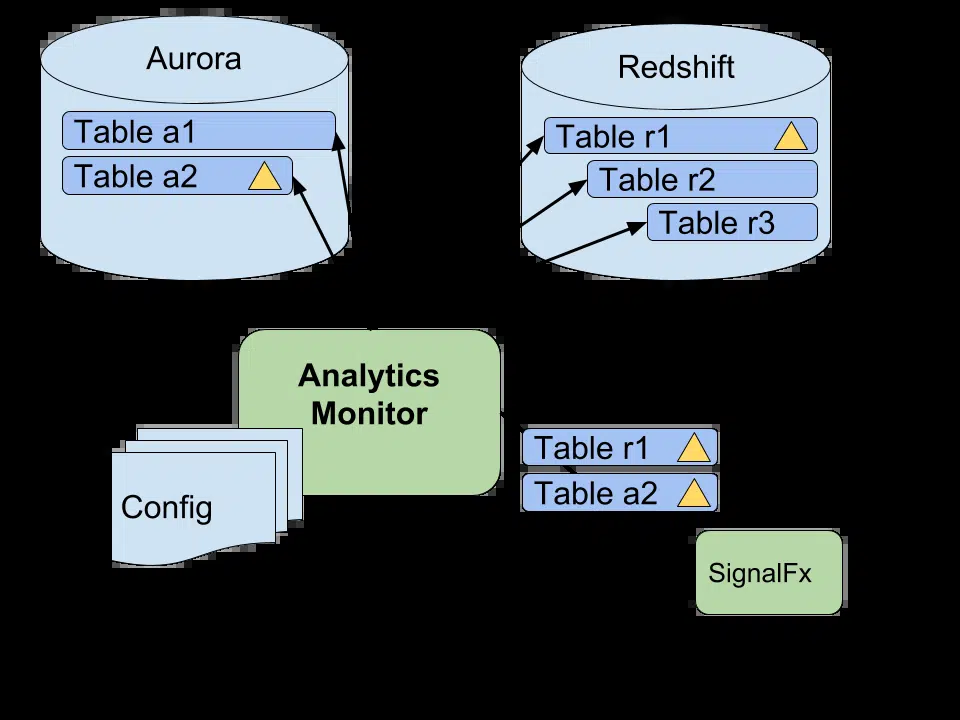 Aurora
Table a1
Table a2
Redshift
Table r1
Table r2
Table r3
Analytics
Monitor
Config
Table r1
Table a2
SignalFx